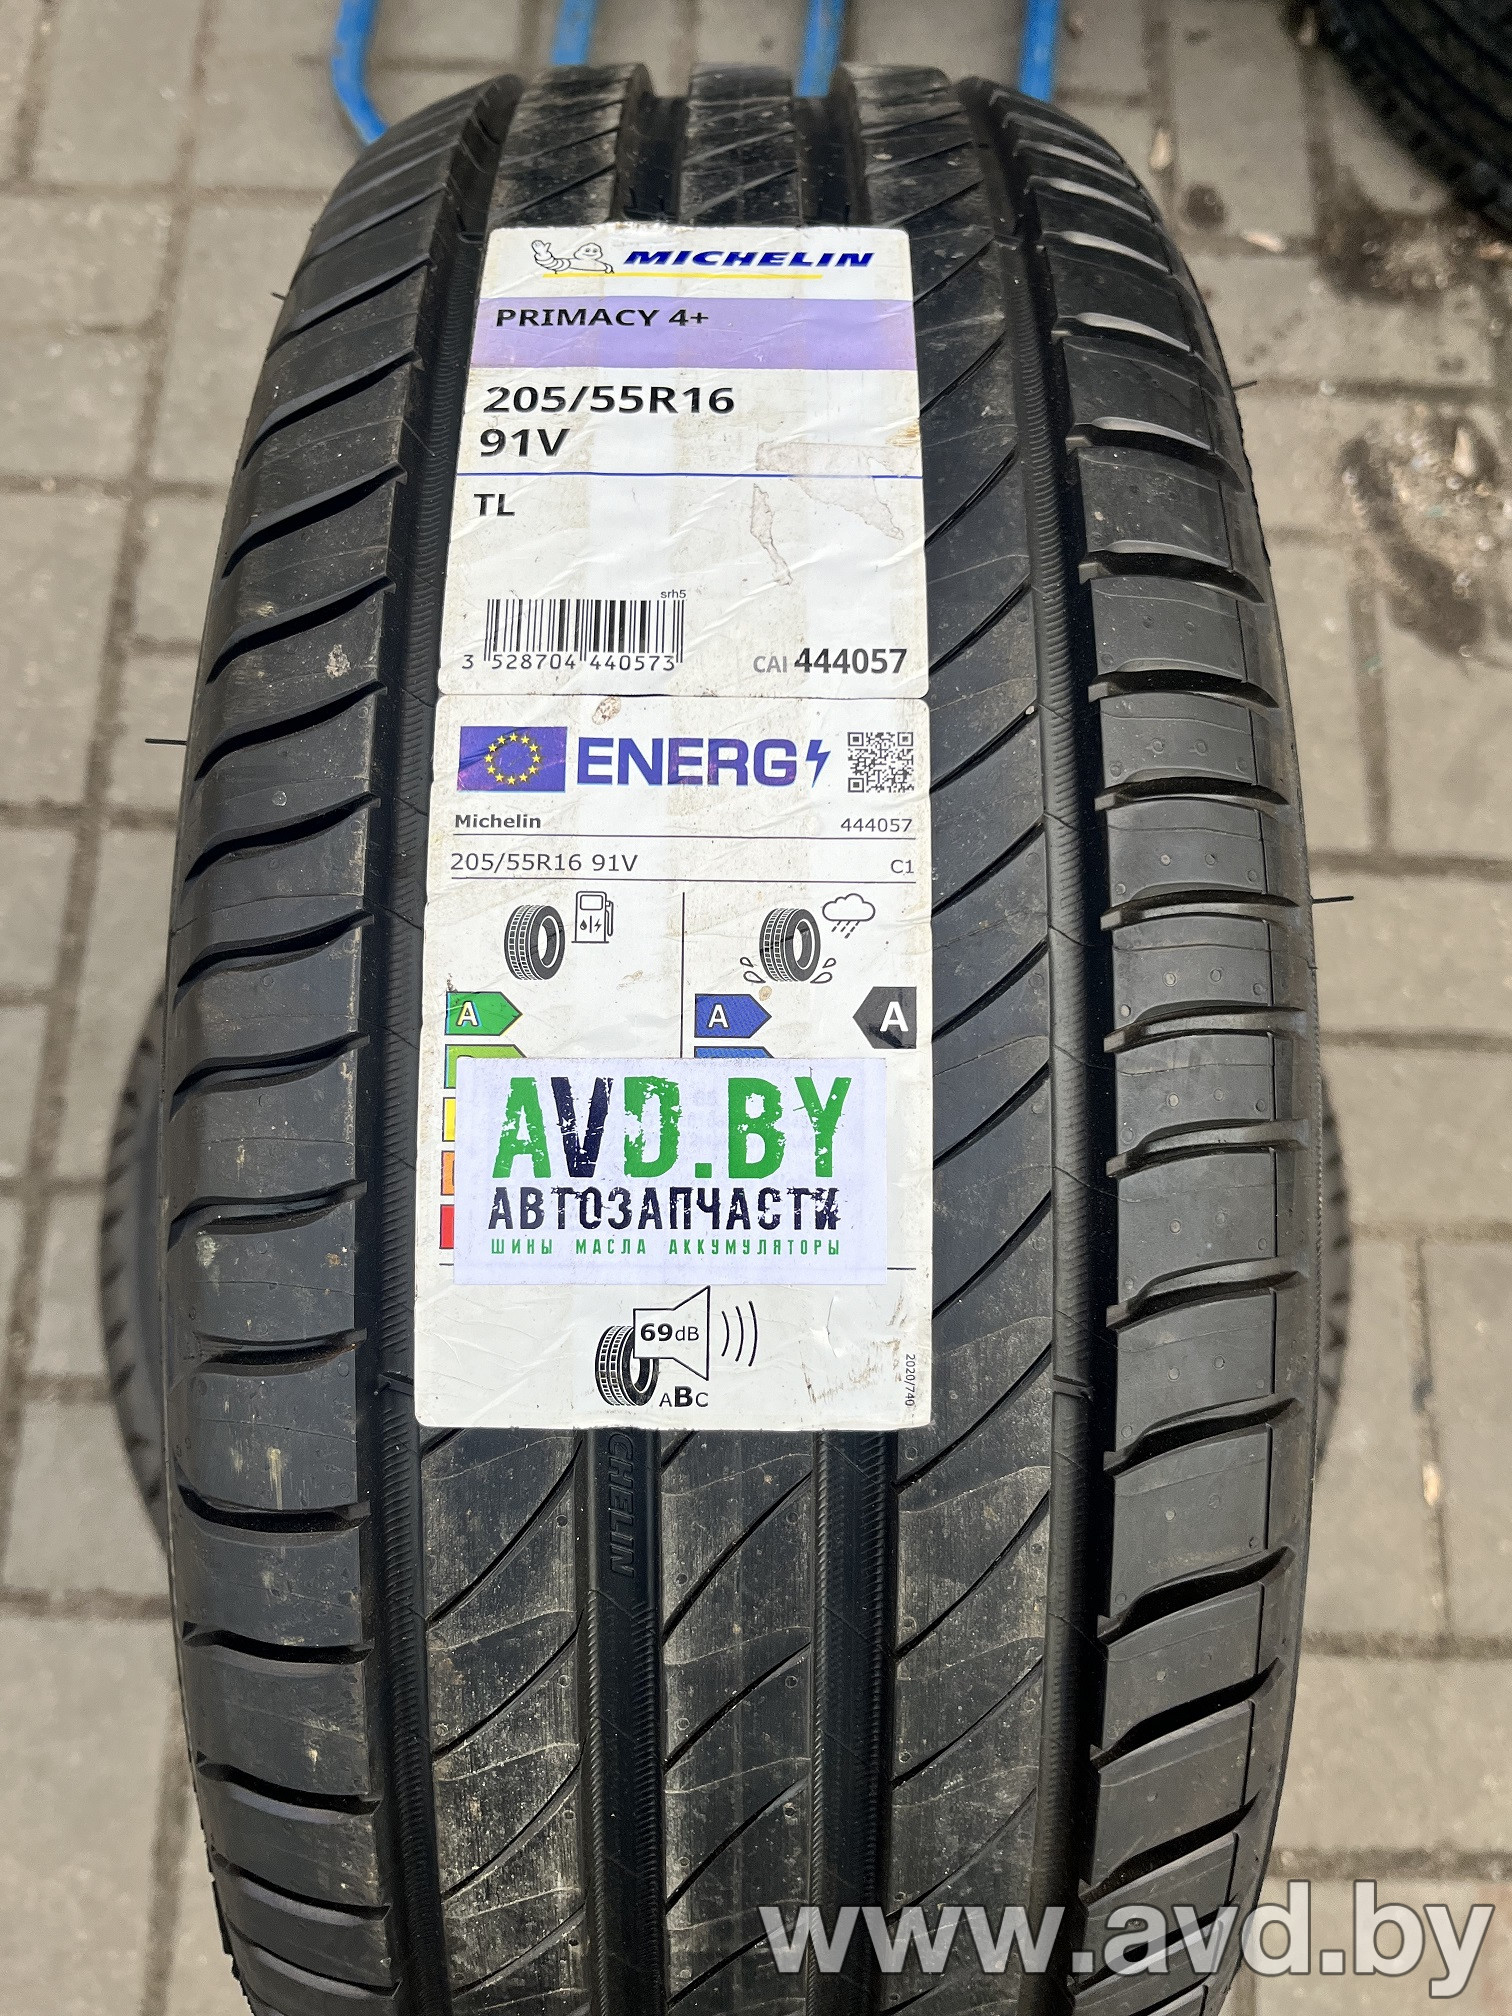 MICHELIN
PRIMACY 4+
205/55R16
91V
TL
srh5
3 528704 440573
CAI 444057
ENERG
Michelin 444057
205/55R16 91V C1
A A A
AVD.BY
АВТОЗАПЧАСТИ
ШИНЫ МАСЛА АККУМУЛЯТОРЫ
69dB
ABC
2020/740
CHELIN
www.avd.by